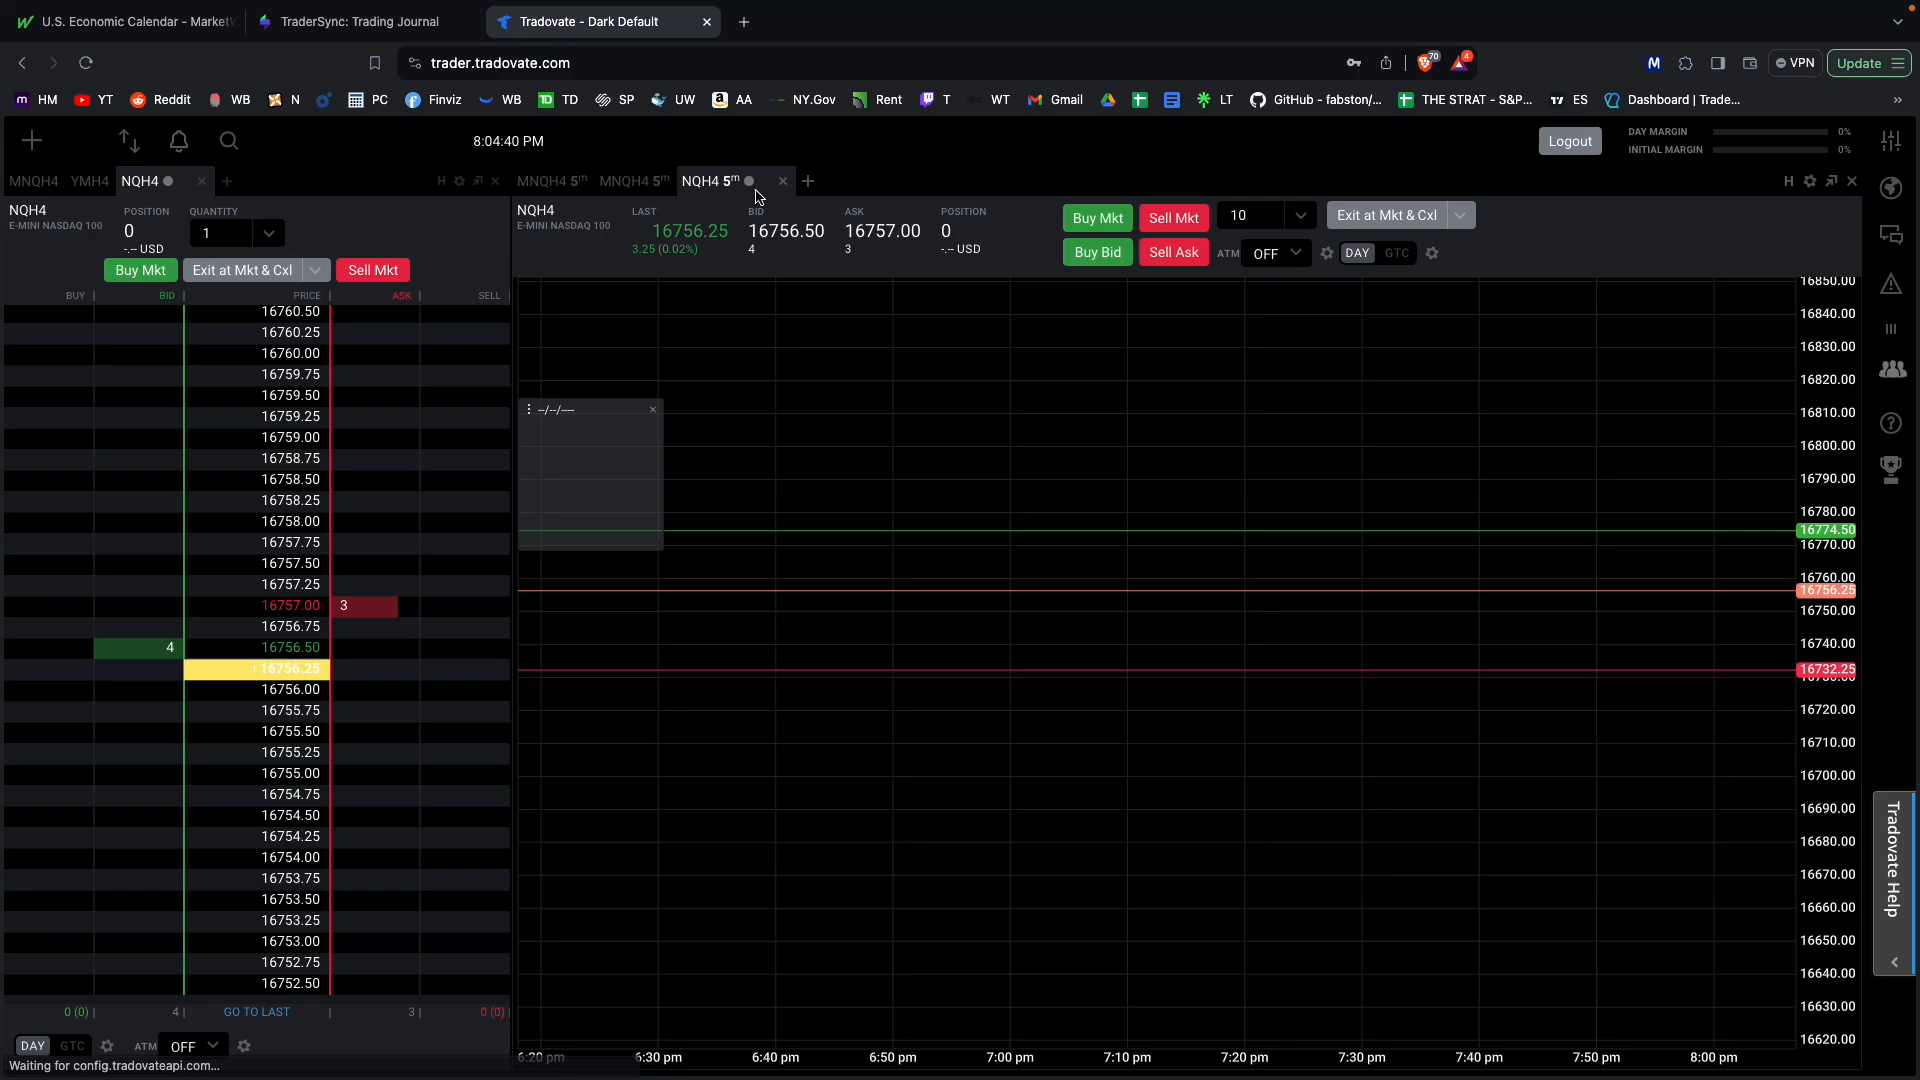 U.S. Economic Calendar - Market
TraderSync: Trading Journal
Tradovate - Dark Default
trader.tradovate.com
70
4
VPN
Update
HM
YT
Reddit
WB
N
PC
Finviz
WB
TD
SP
UW
AA
NY.Gov
Rent
T
WT
Gmail
LT
GitHub - fabston/...
THE STRAT - S&P...
ES
Dashboard | Trade...
8:04:40 PM
Logout
DAY MARGIN 0%
INITIAL MARGIN 0%
MNQH4 YMH4 NQH4
H
MNQH4 5m MNQH4 5m NQH4 5m
H
NQH4
E-MINI NASDAQ 100
POSITION
0
-.-- USD
QUANTITY
1
Buy Mkt
Exit at Mkt & Cxl
Sell Mkt
BUY BID PRICE ASK SELL
16760.50
16760.25
16760.00
16759.75
16759.50
16759.25
16759.00
16758.75
16758.50
16758.25
16758.00
16757.75
16757.50
16757.25
16757.00 3
16756.75
4 16756.50
16756.25
16756.00
16755.75
16755.50
16755.25
16755.00
16754.75
16754.50
16754.25
16754.00
16753.75
16753.50
16753.25
16753.00
16752.75
16752.50
0 (0) 4 GO TO LAST 3 0 (0)
DAY GTC ATM OFF
Waiting for config.tradovateapi.com...
NQH4
E-MINI NASDAQ 100
LAST
16756.25
3.25 (0.02%)
BID
16756.50
4
ASK
16757.00
3
POSITION
0
-.-- USD
Buy Mkt
Sell Mkt
10
Exit at Mkt & Cxl
Buy Bid
Sell Ask
ATM OFF
DAY GTC
--/--/----
16850.00
16840.00
16830.00
16820.00
16810.00
16800.00
16790.00
16780.00
16774.50
16770.00
16760.00
16756.25
16750.00
16740.00
16732.25
16720.00
16710.00
16700.00
16690.00
16680.00
16670.00
16660.00
16650.00
16640.00
16630.00
16620.00
6:20 pm 6:30 pm 6:40 pm 6:50 pm 7:00 pm 7:10 pm 7:20 pm 7:30 pm 7:40 pm 7:50 pm 8:00 pm
Tradovate Help